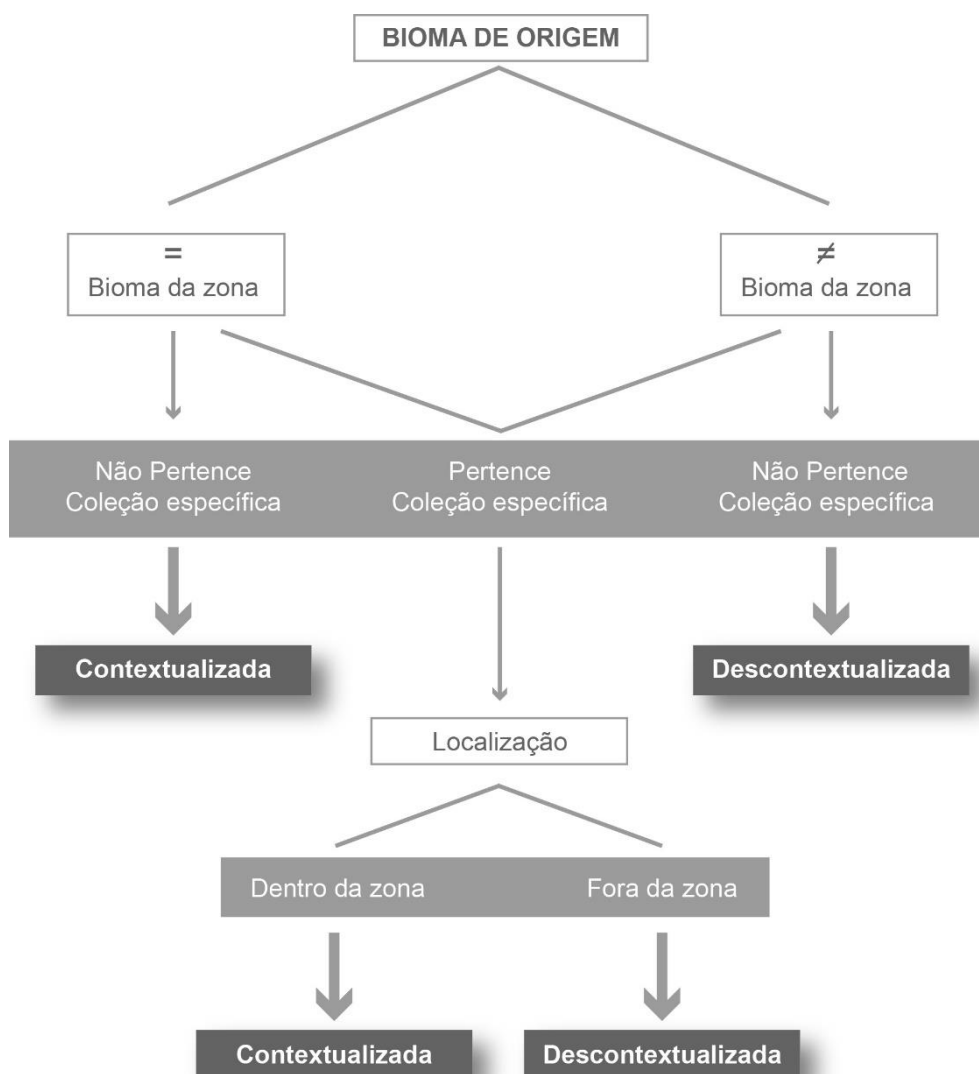 BIOMA DE ORIGEM
=
Bioma da zona
≠
Bioma da zona
Não Pertence
Coleção específica
Pertence
Coleção específica
Não Pertence
Coleção específica
Contextualizada
Descontextualizada
Localização
Dentro da zona
Fora da zona
Contextualizada
Descontextualizada